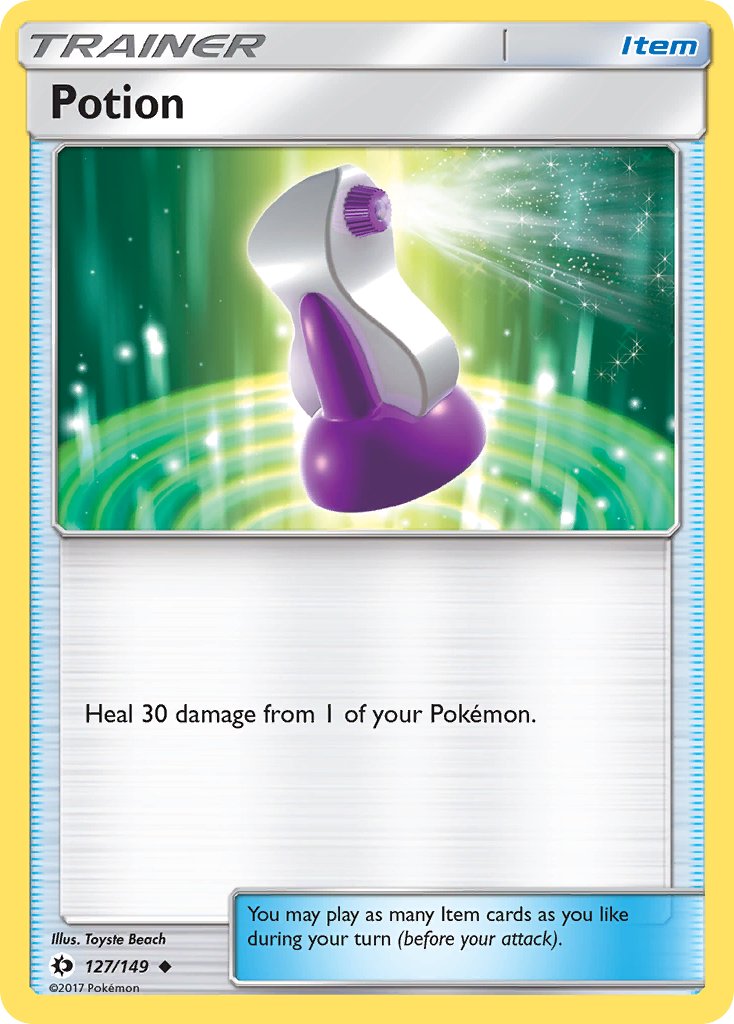 TRAINER
Item
Potion
Heal 30 damage from 1 of your Pokémon.
You may play as many Item cards as you like
during your turn (before your attack).
Illus. Toyste Beach
127/149 ◆
©2017 Pokémon